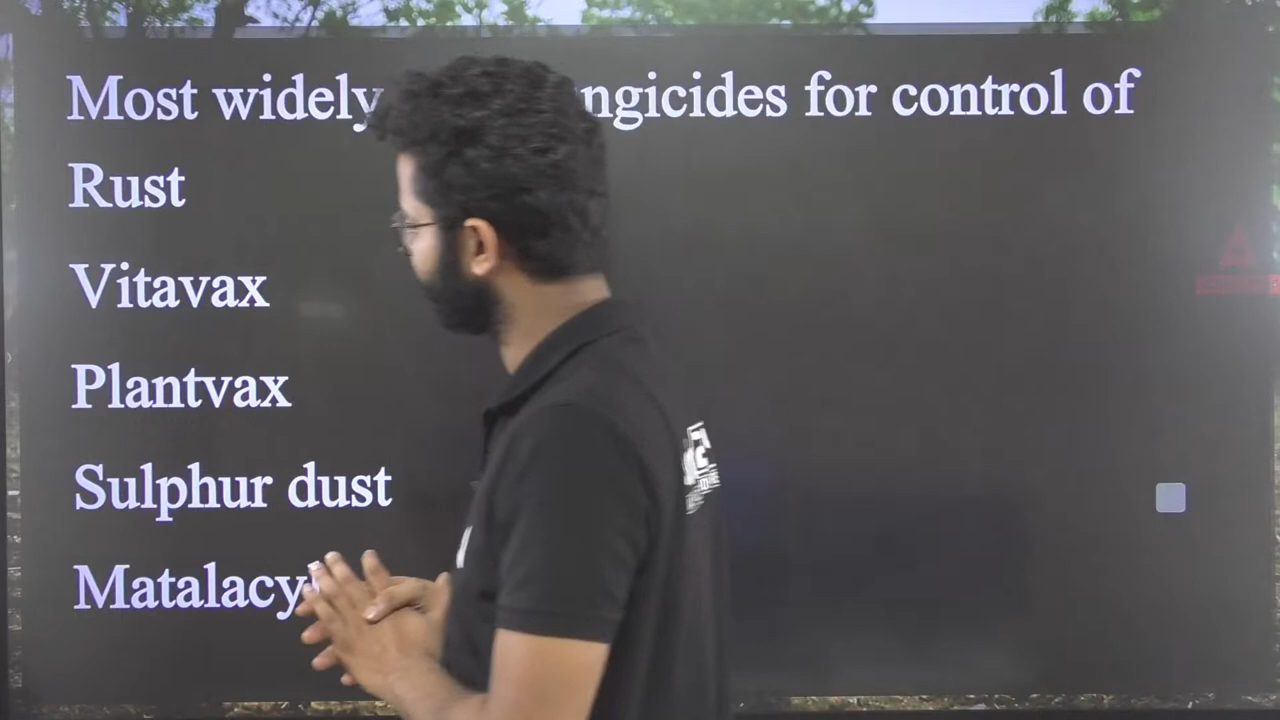 Most widely ngicides for control of
Rust
Vitavax
Plantvax
Sulphur dust
Matalacy